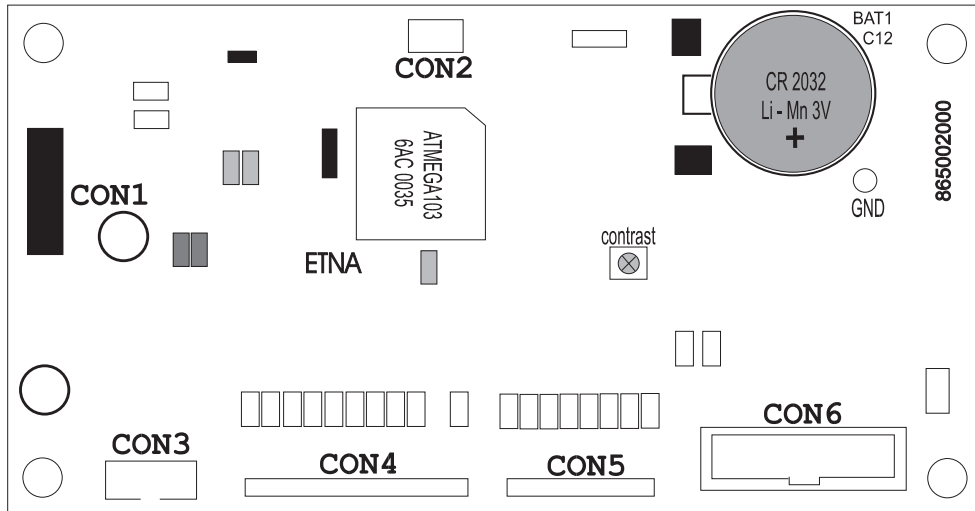 BAT1
C12
CON2
CR 2032
Li - Mn 3V
+
ATMEGA103
6AC 0035
865002000
CON1
GND
contrast
ETNA
CON6
CON3
CON4
CON5